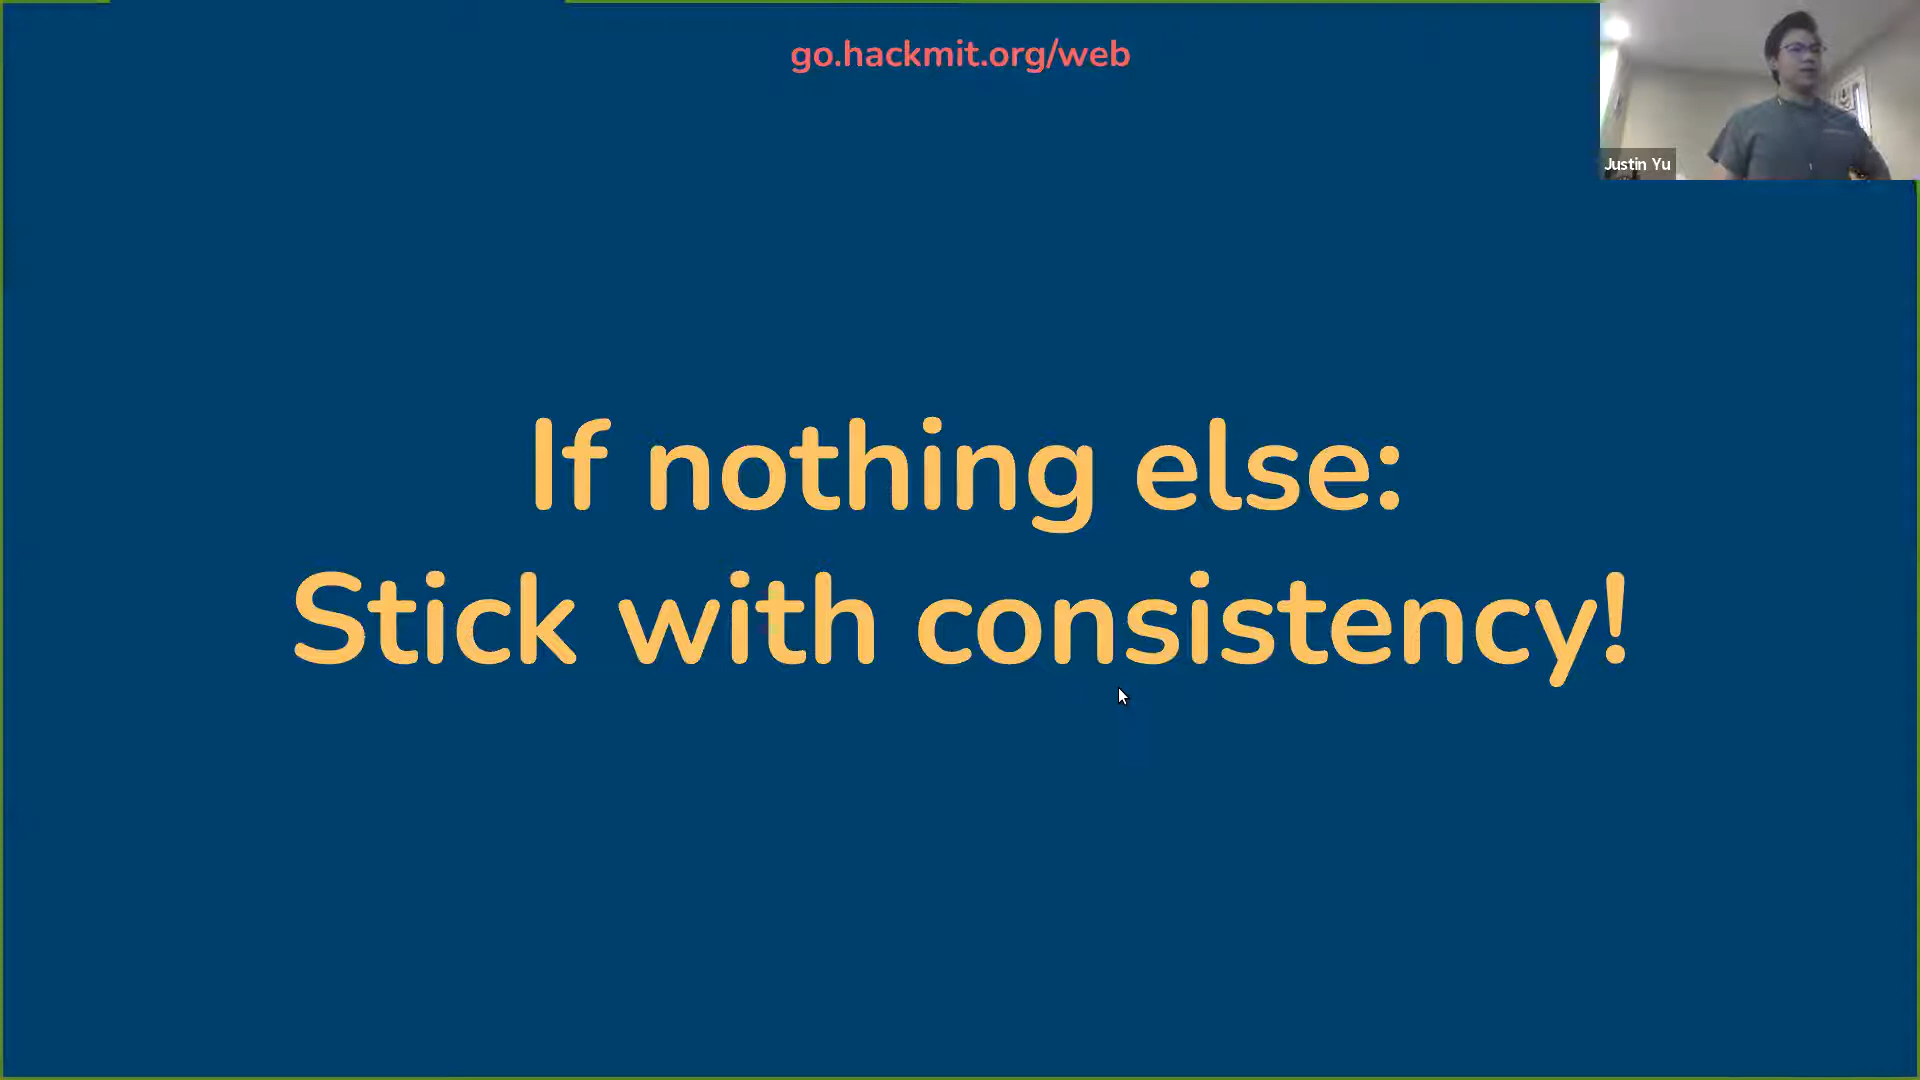 go.hackmit.org/web
Justin Yu
If nothing else:
Stick with consistency!